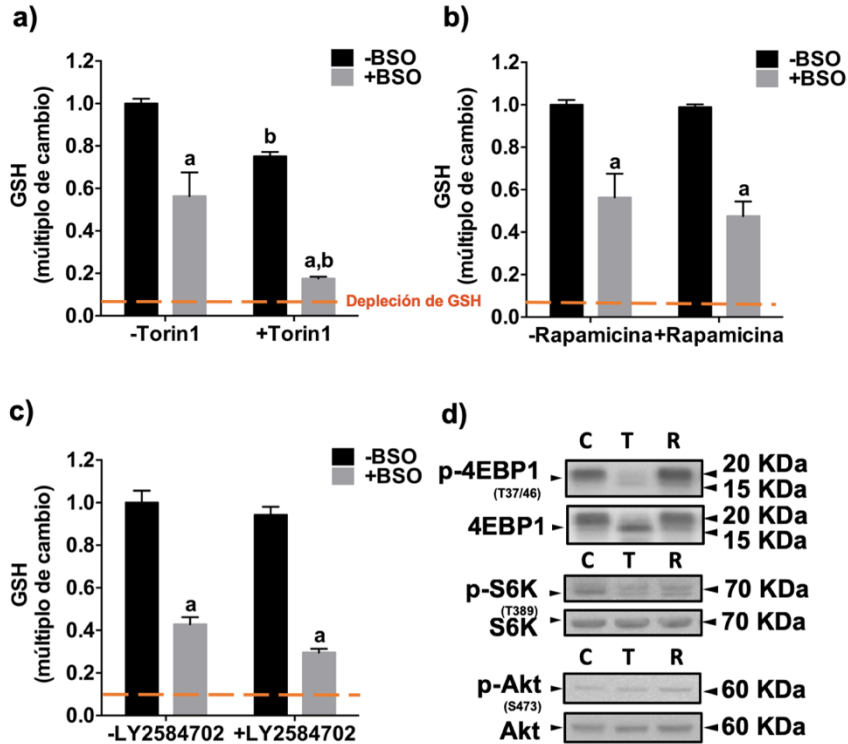 a)
GSH
(múltiplo de cambio)
1.2
1.0
0.8
0.6
0.4
0.2
0.0
-BSO
+BSO
a
b
a,b
Depleción de GSH
-Torin1
+Torin1
b)
GSH
(múltiplo de cambio)
1.2
1.0
0.8
0.6
0.4
0.2
0.0
-BSO
+BSO
a
a
-Rapamicina+Rapamicina
c)
GSH
(múltiplo de cambio)
1.2
1.0
0.8
0.6
0.4
0.2
0.0
-BSO
+BSO
a
a
-LY2584702
+LY2584702
d)
C T R
p-4EBP1
(T37/46)
20 KDa
15 KDa
4EBP1
20 KDa
15 KDa
C T R
p-S6K
(T389)
70 KDa
S6K
70 KDa
C T R
p-Akt
(S473)
60 KDa
Akt
60 KDa